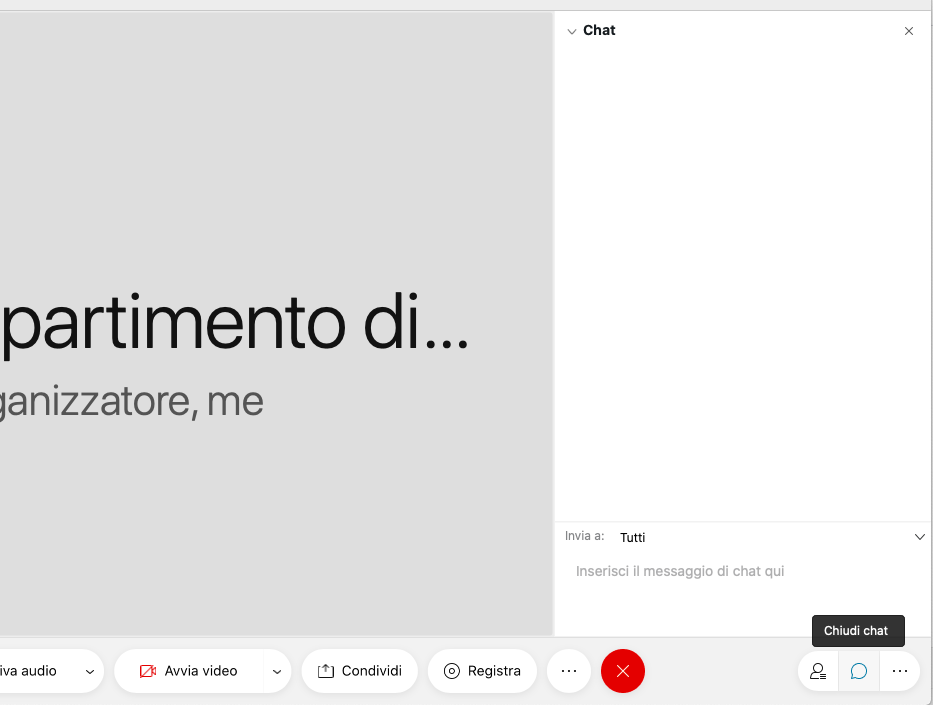 Chat
partimento di...
ganizzatore, me
Invia a: Tutti
Inserisci il messaggio di chat qui
Chiudi chat
iva audio
Avvia video
Condividi
Registra